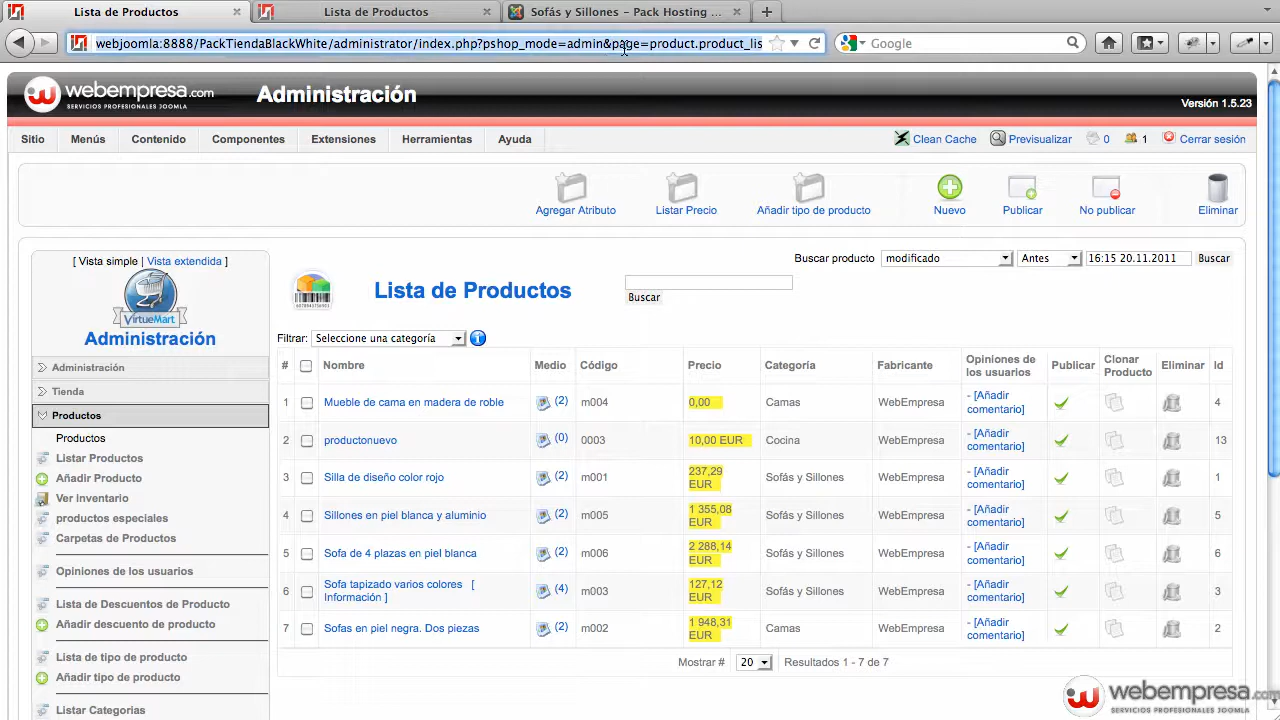 Lista de Productos
Lista de Productos
Sofás y Sillones - Pack Hosting ...
webjoomla:8888/PackTiendaBlackWhite/administrator/index.php?pshop_mode=admin&page=product.product_lis
Google
webempresa.com
SERVICIOS PROFESIONALES JOOMLA
Administración
Versión 1.5.23
Sitio Menús Contenido Componentes Extensiones Herramientas Ayuda
Clean Cache Previsualizar 0 1 Cerrar sesión
Agregar Atributo Listar Precio Añadir tipo de producto Nuevo Publicar No publicar Eliminar
[ Vista simple | Vista extendida ]
VirtueMart
Administración
Administración
Tienda
Productos
Productos
Listar Productos
Añadir Producto
Ver inventario
productos especiales
Carpetas de Productos
Opiniones de los usuarios
Lista de Descuentos de Producto
Añadir descuento de producto
Lista de tipo de producto
Añadir tipo de producto
Listar Categorías
Buscar producto modificado Antes 16:15 20.11.2011 Buscar
Lista de Productos
Buscar
Filtrar: Seleccione una categoría
# Nombre Medio Código Precio Categoría Fabricante Opiniones de los usuarios Publicar Clonar Producto Eliminar Id
1 Mueble de cama en madera de roble (2) m004 0,00 Camas WebEmpresa - [Añadir comentario] 4
2 productonuevo (0) 0003 10,00 EUR Cocina WebEmpresa - [Añadir comentario] 13
3 Silla de diseño color rojo (2) m001 237,29 EUR Sofás y Sillones WebEmpresa - [Añadir comentario] 1
4 Sillones en piel blanca y aluminio (2) m005 1 355,08 EUR Sofás y Sillones WebEmpresa - [Añadir comentario] 5
5 Sofa de 4 plazas en piel blanca (2) m006 2 288,14 EUR Sofás y Sillones WebEmpresa - [Añadir comentario] 6
6 Sofa tapizado varios colores [ Información ] (4) m003 127,12 EUR Sofás y Sillones WebEmpresa - [Añadir comentario] 3
7 Sofas en piel negra. Dos piezas (2) m002 1 948,31 EUR Camas WebEmpresa - [Añadir comentario] 2
Mostrar # 20 Resultados 1 - 7 de 7
webempresa.com
SERVICIOS PROFESIONALES JOOMLA